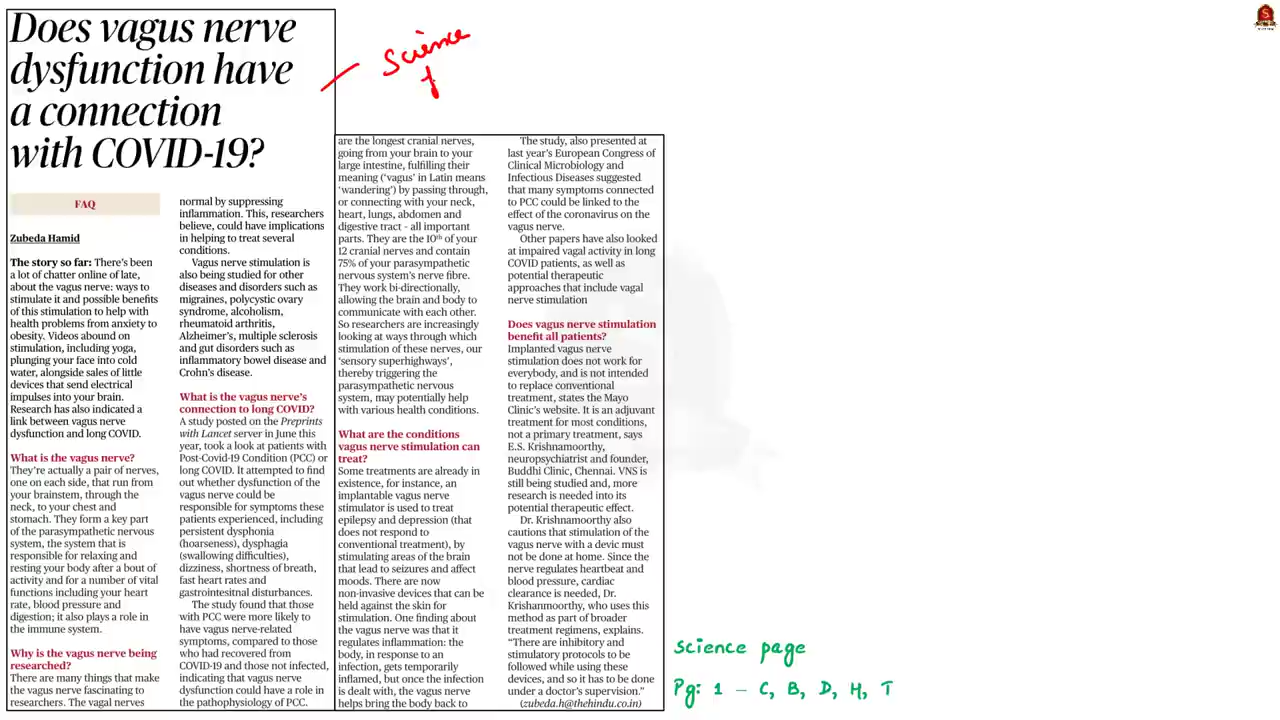 Does vagus nerve
dysfunction have
a connection
with COVID-19?
Science
FAQ
Zubeda Hamid
The story so far: There's been
a lot of chatter online of late,
about the vagus nerve: ways to
stimulate it and possible benefits
of this stimulation to help with
health problems from anxiety to
obesity. Videos abound on
stimulation, including yoga,
plunging your face into cold
water, alongside sales of little
devices that send electrical
impulses into your brain.
Research has also indicated a
link between vagus nerve
dysfunction and long COVID.
What is the vagus nerve?
They're actually a pair of nerves,
one on each side, that run from
your brainstem, through the
neck, to your chest and
stomach. They form a key part
of the parasympathetic nervous
system, the system that is
responsible for relaxing and
resting your body after a bout of
activity and for a number of vital
functions including your heart
rate, blood pressure and
digestion; it also plays a role in
the immune system.
Why is the vagus nerve being
researched?
There are many things that make
the vagus nerve fascinating to
researchers. The vagal nerves
are the longest cranial nerves,
going from your brain to your
large intestine, fulfilling their
meaning ('vagus' in Latin means
'wandering') by passing through,
or connecting with your neck,
heart, lungs, abdomen and
digestive tract - all important
parts. They are the 10th of your
12 cranial nerves and contain
75% of your parasympathetic
nervous system's nerve fibre.
They work bi-directionally,
allowing the brain and body to
communicate with each other.
So researchers are increasingly
looking at ways through which
stimulation of these nerves, our
'sensory superhighways',
thereby triggering the
parasympathetic nervous
system, may potentially help
with various health conditions.
What are the conditions
vagus nerve stimulation can
treat?
Some treatments are already in
existence, for instance, an
implantable vagus nerve
stimulator is used to treat
epilepsy and depression (that
does not respond to
conventional treatment), by
stimulating areas of the brain
that lead to seizures and affect
moods. There are now
non-invasive devices that can be
held against the skin for
stimulation. One finding about
the vagus nerve was that it
regulates inflammation: the
body, in response to an
infection, gets temporarily
inflamed, but once the infection
is dealt with, the vagus nerve
helps bring the body back to
normal by suppressing
inflammation. This, researchers
believe, could have implications
in helping to treat several
conditions.
Vagus nerve stimulation is
also being studied for other
diseases and disorders such as
migraines, polycystic ovary
syndrome, alcoholism,
rheumatoid arthritis,
Alzheimer's, multiple sclerosis
and gut disorders such as
inflammatory bowel disease and
Crohn's disease.
What is the vagus nerve's
connection to long COVID?
A study posted on the Preprints
with Lancet server in June this
year, took a look at patients with
Post-Covid-19 Condition (PCC) or
long COVID. It attempted to find
out whether dysfunction of the
vagus nerve could be
responsible for symptoms these
patients experienced, including
persistent dysphonia
(hoarseness), dysphagia
(swallowing difficulties),
dizziness, shortness of breath,
fast heart rates and
gastrointesitnal disturbances.
The study found that those
with PCC were more likely to
have vagus nerve-related
symptoms, compared to those
who had recovered from
COVID-19 and those not infected,
indicating that vagus nerve
dysfunction could have a role in
the pathophysiology of PCC.
The study, also presented at
last year's European Congress of
Clinical Microbiology and
Infectious Diseases suggested
that many symptoms connected
to PCC could be linked to the
effect of the coronavirus on the
vagus nerve.
Other papers have also looked
at impaired vagal activity in long
COVID patients, as well as
potential therapeutic
approaches that include vagal
nerve stimulation
Does vagus nerve stimulation
benefit all patients?
Implanted vagus nerve
stimulation does not work for
everybody, and is not intended
to replace conventional
treatment, states the Mayo
Clinic's website. It is an adjuvant
treatment for most conditions,
not a primary treatment, says
E.S. Krishnamoorthy,
neuropsychiatrist and founder,
Buddhi Clinic, Chennai. VNS is
still being studied and, more
research is needed into its
potential therapeutic effect.
Dr. Krishnamoorthy also
cautions that stimulation of the
vagus nerve with a devic must
not be done at home. Since the
nerve regulates heartbeat and
blood pressure, cardiac
clearance is needed, Dr.
Krishanmoorthy, who uses this
method as part of broader
treatment regimens, explains.
"There are inhibitory and
stimulatory protocols to be
followed while using these
devices, and so it has to be done
under a doctor's supervision."
(zubeda.h@thehindu.co.in)
science page
Pg: 1 - C, B, D, H, T